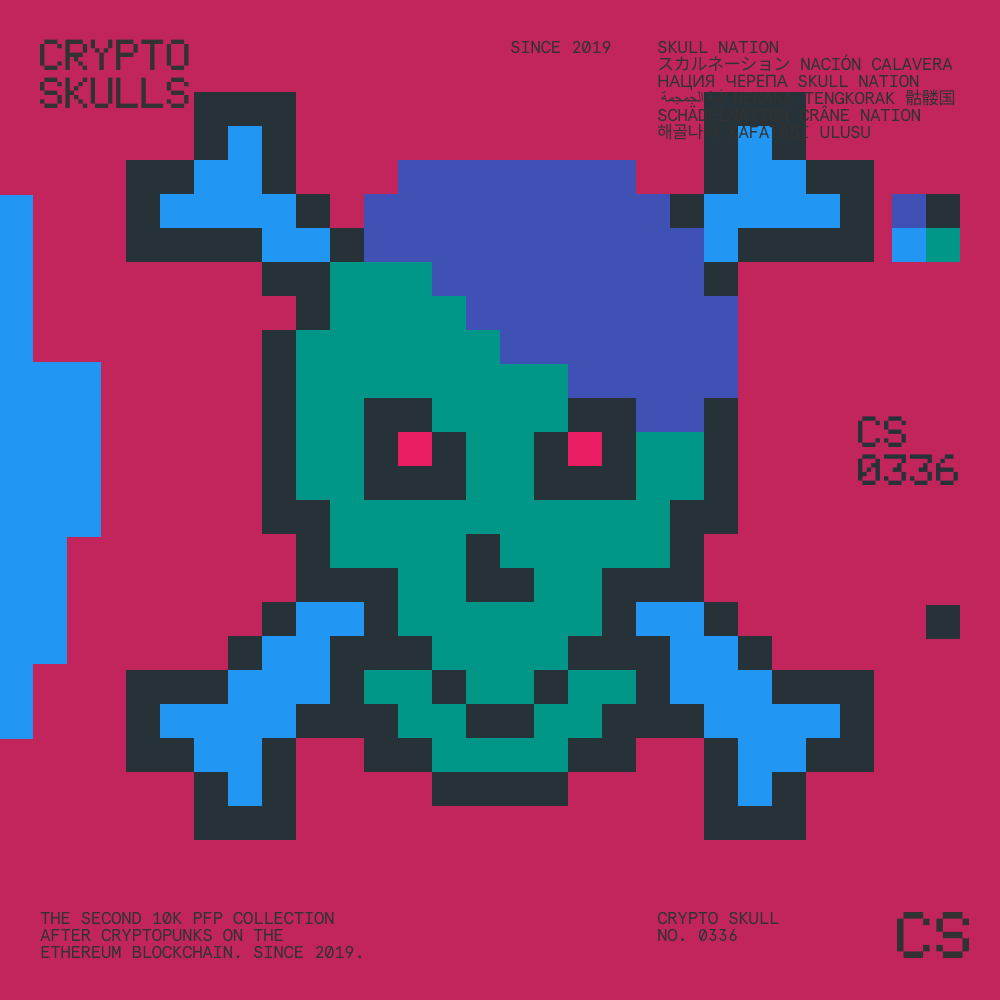 CRYPTO
SKULLS
SINCE 2019
SKULL NATION
スカルネーション NACIÓN CALAVERA
НАЦИЯ ЧЕРЕПА SKULL NATION
TENGKORAK 骷髅国
CRÂNE NATION
해골나 ULUSU
CS
0336
THE SECOND 10K PFP COLLECTION
AFTER CRYPTOPUNKS ON THE
ETHEREUM BLOCKCHAIN. SINCE 2019.
CRYPTO SKULL
NO. 0336
CS